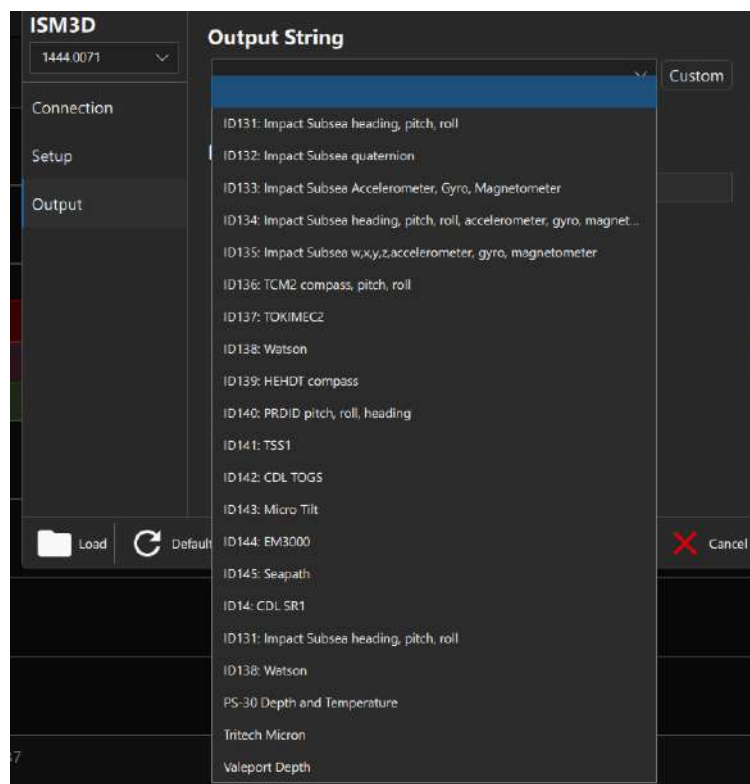 ISM3D
1444.0071
Connection
Setup
Output
Output String
Custom
ID131: Impact Subsea heading, pitch, roll
ID132: Impact Subsea quaternion
ID133: Impact Subsea Accelerometer, Gyro, Magnetometer
ID134: Impact Subsea heading, pitch, roll, accelerometer, gyro, magnet...
ID135: Impact Subsea w,x,y,z,accelerometer, gyro, magnetometer
ID136: TCM2 compass, pitch, roll
ID137: TOKIMEC2
ID138: Watson
ID139: HEHDT compass
ID140: PRDID pitch, roll, heading
ID141: TSS1
ID142: CDL TOGS
ID143: Micro Tilt
ID144: EM3000
ID145: Seapath
ID14: CDL SR1
ID131: Impact Subsea heading, pitch, roll
ID138: Watson
PS-30 Depth and Temperature
Tritech Micron
Valeport Depth
Load
Default
Cancel
37